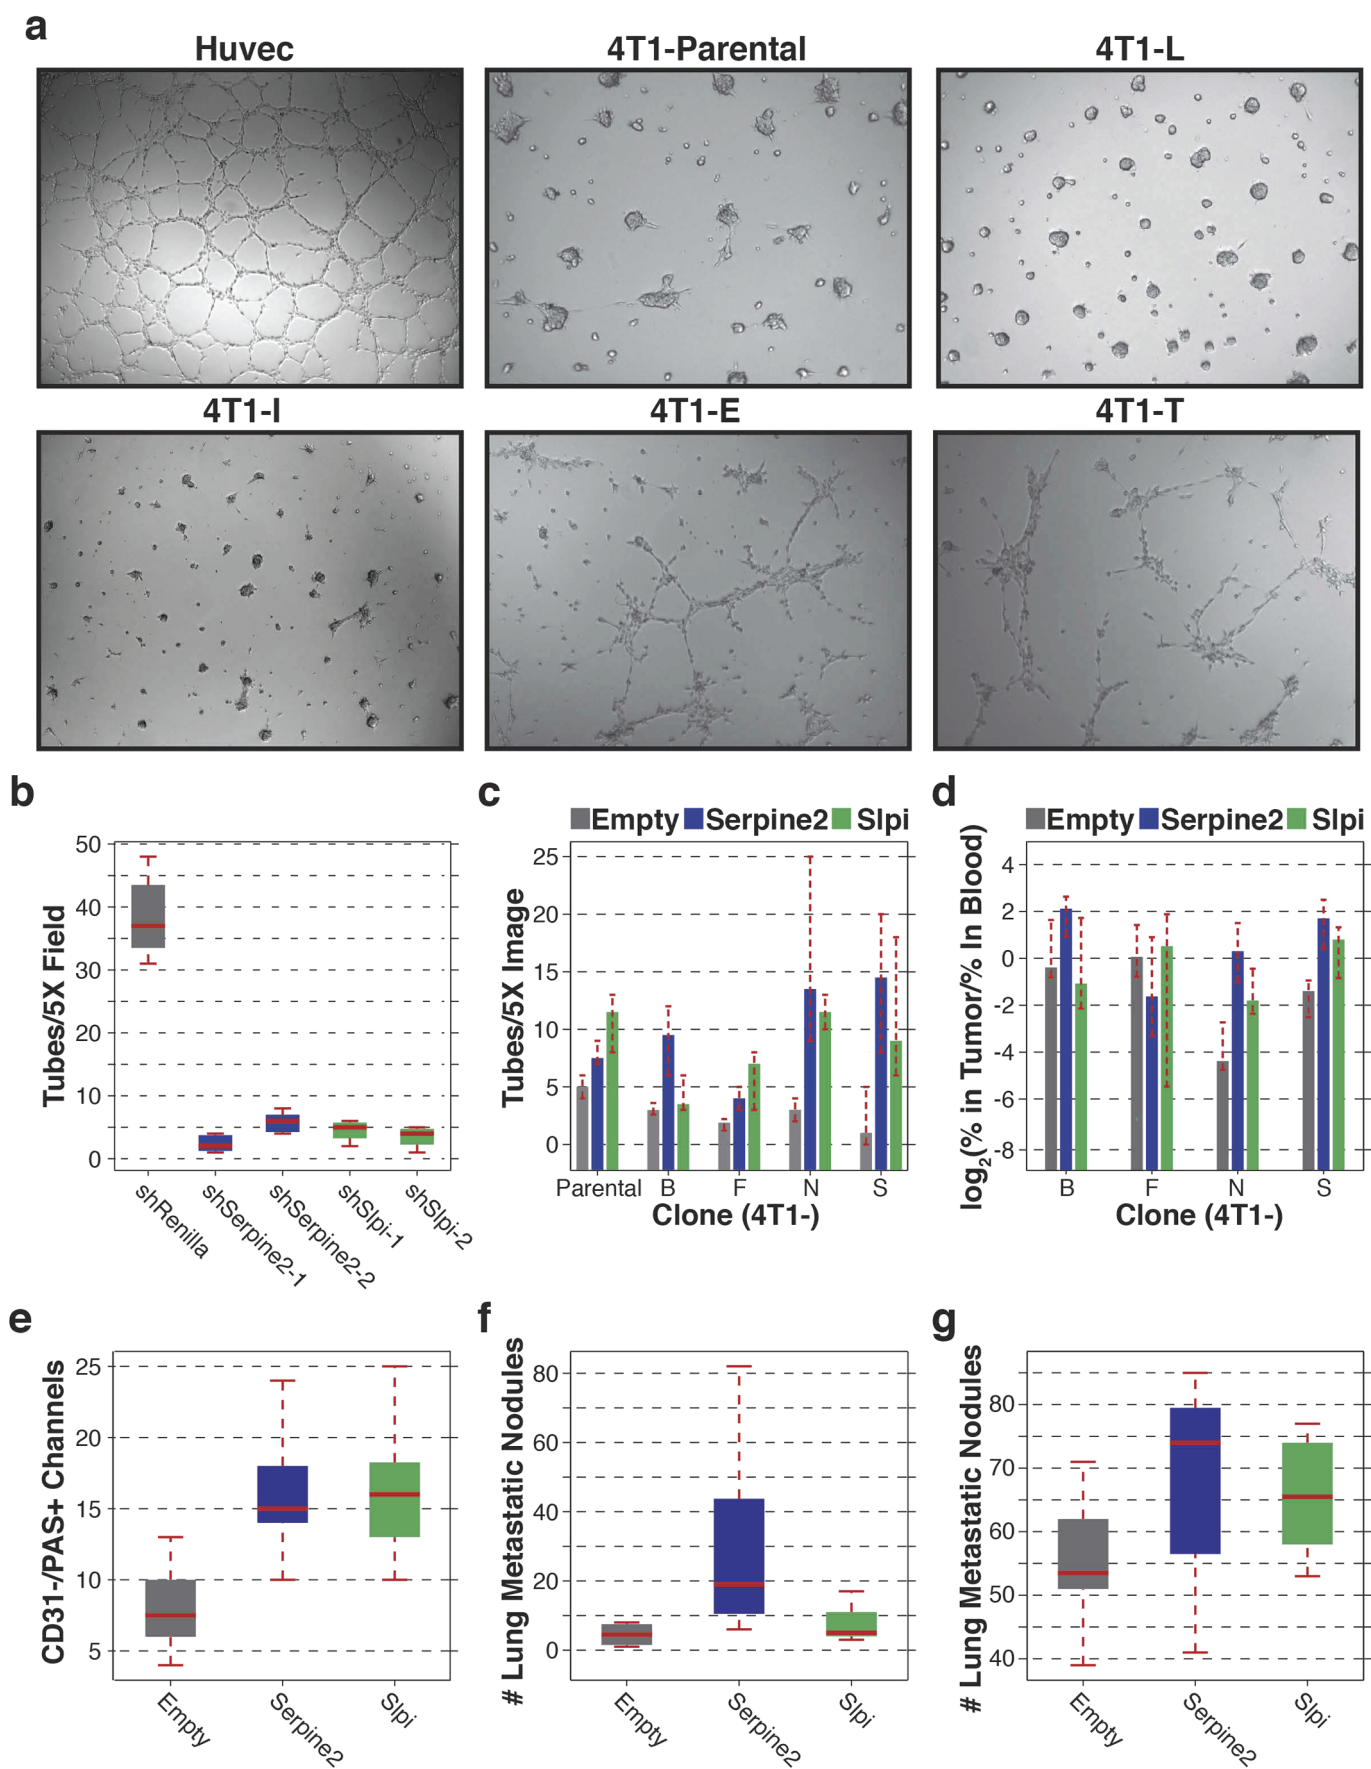 a
Huvec
4T1-Parental
4T1-L
4T1-I
4T1-E
4T1-T
b
Tubes/5X Field
50
40
30
20
10
0
shRenilla
shSerpine2-1
shSerpine2-2
shSlpi-1
shSlpi-2
c
Empty Serpine2 Slpi
Tubes/5X Image
25
20
15
10
5
0
Parental B F N S
Clone (4T1-)
d
Empty Serpine2 Slpi
log2(% in Tumor/% In Blood)
4
2
0
-2
-4
-6
-8
B F N S
Clone (4T1-)
e
CD31-/PAS+ Channels
25
20
15
10
5
Empty
Serpine2
Slpi
f
# Lung Metastatic Nodules
80
60
40
20
0
Empty
Serpine2
Slpi
g
# Lung Metastatic Nodules
80
70
60
50
40
Empty
Serpine2
Slpi